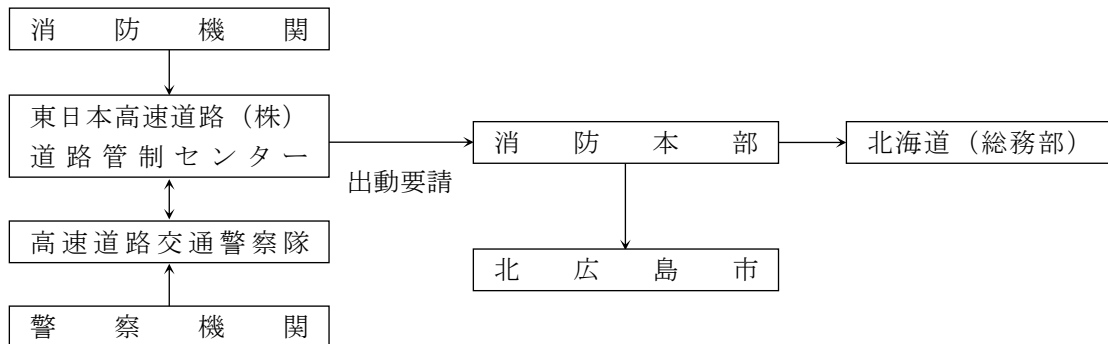 消防機関
東日本高速道路（株）
道路管制センター
高速道路交通警察隊
警察機関
出動要請
消防本部
北広島市
北海道（総務部）